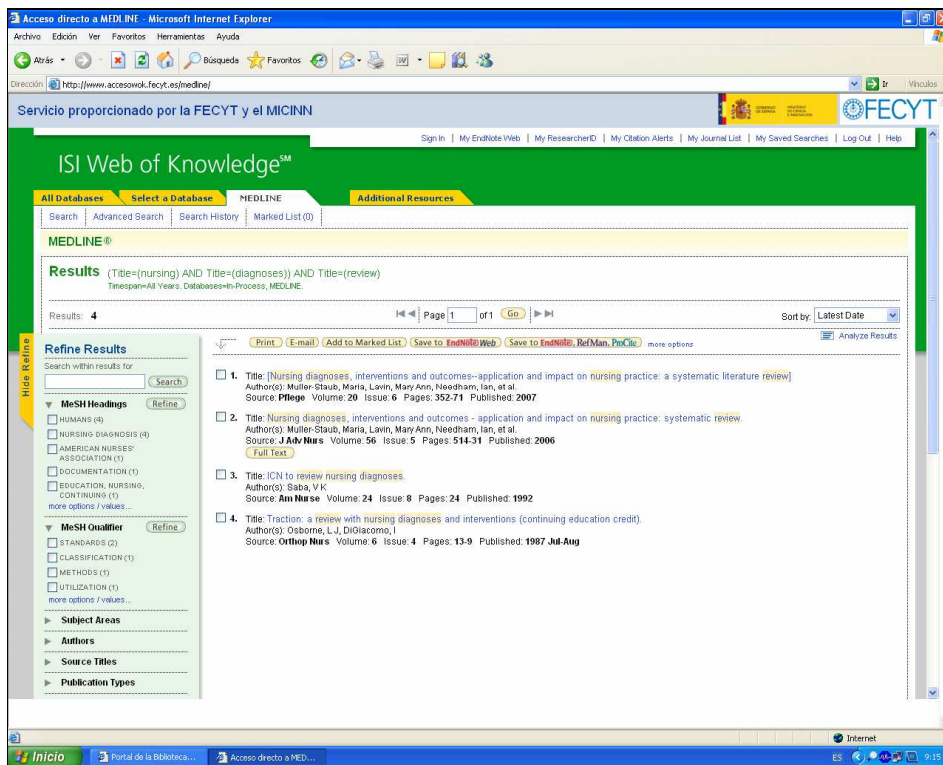 Acceso directo a MEDLINE - Microsoft Internet Explorer
Archivo Edición Ver Favoritos Herramientas Ayuda
Atrás Búsqueda Favoritos
Dirección http://www.accesowok.fecyt.es/medline/ Ir Vínculos
Servicio proporcionado por la FECYT y el MICINN FECYT
Sign In | My EndNote Web | My ResearcherID | My Citation Alerts | My Journal List | My Saved Searches | Log Out | Help
ISI Web of Knowledge℠
All Databases Select a Database MEDLINE Additional Resources
Search Advanced Search Search History Marked List (0)
MEDLINE®
Results (Title=(nursing) AND Title=(diagnoses)) AND Title=(review)
Timespan=All Years. Databases=In-Process, MEDLINE.
Results: 4 Page 1 of 1 Go Sort by: Latest Date
Print E-mail Add to Marked List Save to EndNote Web Save to EndNote, RefMan, ProCite more options Analyze Results
Hide Refine
Refine Results
Search within results for
Search
MeSH Headings Refine
HUMANS (4)
NURSING DIAGNOSIS (4)
AMERICAN NURSES'
ASSOCIATION (1)
DOCUMENTATION (1)
EDUCATION, NURSING,
CONTINUING (1)
more options / values...
MeSH Qualifier Refine
STANDARDS (2)
CLASSIFICATION (1)
METHODS (1)
UTILIZATION (1)
more options / values...
Subject Areas
Authors
Source Titles
Publication Types
1. Title: [Nursing diagnoses, interventions and outcomes--application and impact on nursing practice: a systematic literature review]
Author(s): Muller-Staub, Maria, Lavin, Mary Ann, Needham, Ian, et al.
Source: Pflege Volume: 20 Issue: 6 Pages: 352-71 Published: 2007
2. Title: Nursing diagnoses, interventions and outcomes - application and impact on nursing practice: systematic review.
Author(s): Muller-Staub, Maria, Lavin, Mary Ann, Needham, Ian, et al.
Source: J Adv Nurs Volume: 56 Issue: 5 Pages: 514-31 Published: 2006
Full Text
3. Title: ICN to review nursing diagnoses.
Author(s): Saba, V K
Source: Am Nurse Volume: 24 Issue: 8 Pages: 24 Published: 1992
4. Title: Traction: a review with nursing diagnoses and interventions (continuing education credit).
Author(s): Osborne, L J, DiGiacomo, I
Source: Orthop Nurs Volume: 6 Issue: 4 Pages: 13-9 Published: 1987 Jul-Aug
Internet
Inicio Portal de la Biblioteca... Acceso directo a MED... ES 9:15